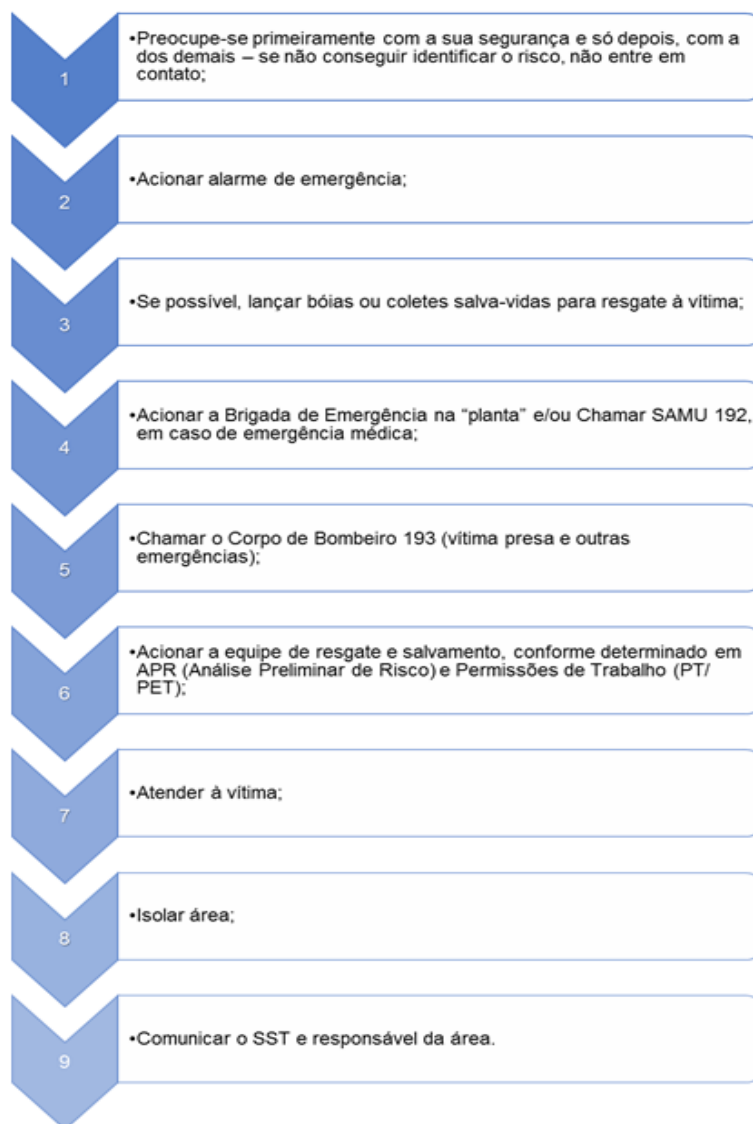 1
•Preocupe-se primeiramente com a sua segurança e só depois, com a
dos demais – se não conseguir identificar o risco, não entre em
contato;
2
•Acionar alarme de emergência;
3
•Se possível, lançar bóias ou coletes salva-vidas para resgate à vítima;
4
•Acionar a Brigada de Emergência na “planta” e/ou Chamar SAMU 192,
em caso de emergência médica;
5
•Chamar o Corpo de Bombeiro 193 (vítima presa e outras
emergências);
6
•Acionar a equipe de resgate e salvamento, conforme determinado em
APR (Análise Preliminar de Risco) e Permissões de Trabalho (PT/
PET);
7
•Atender à vítima;
8
•Isolar área;
9
•Comunicar o SST e responsável da área.